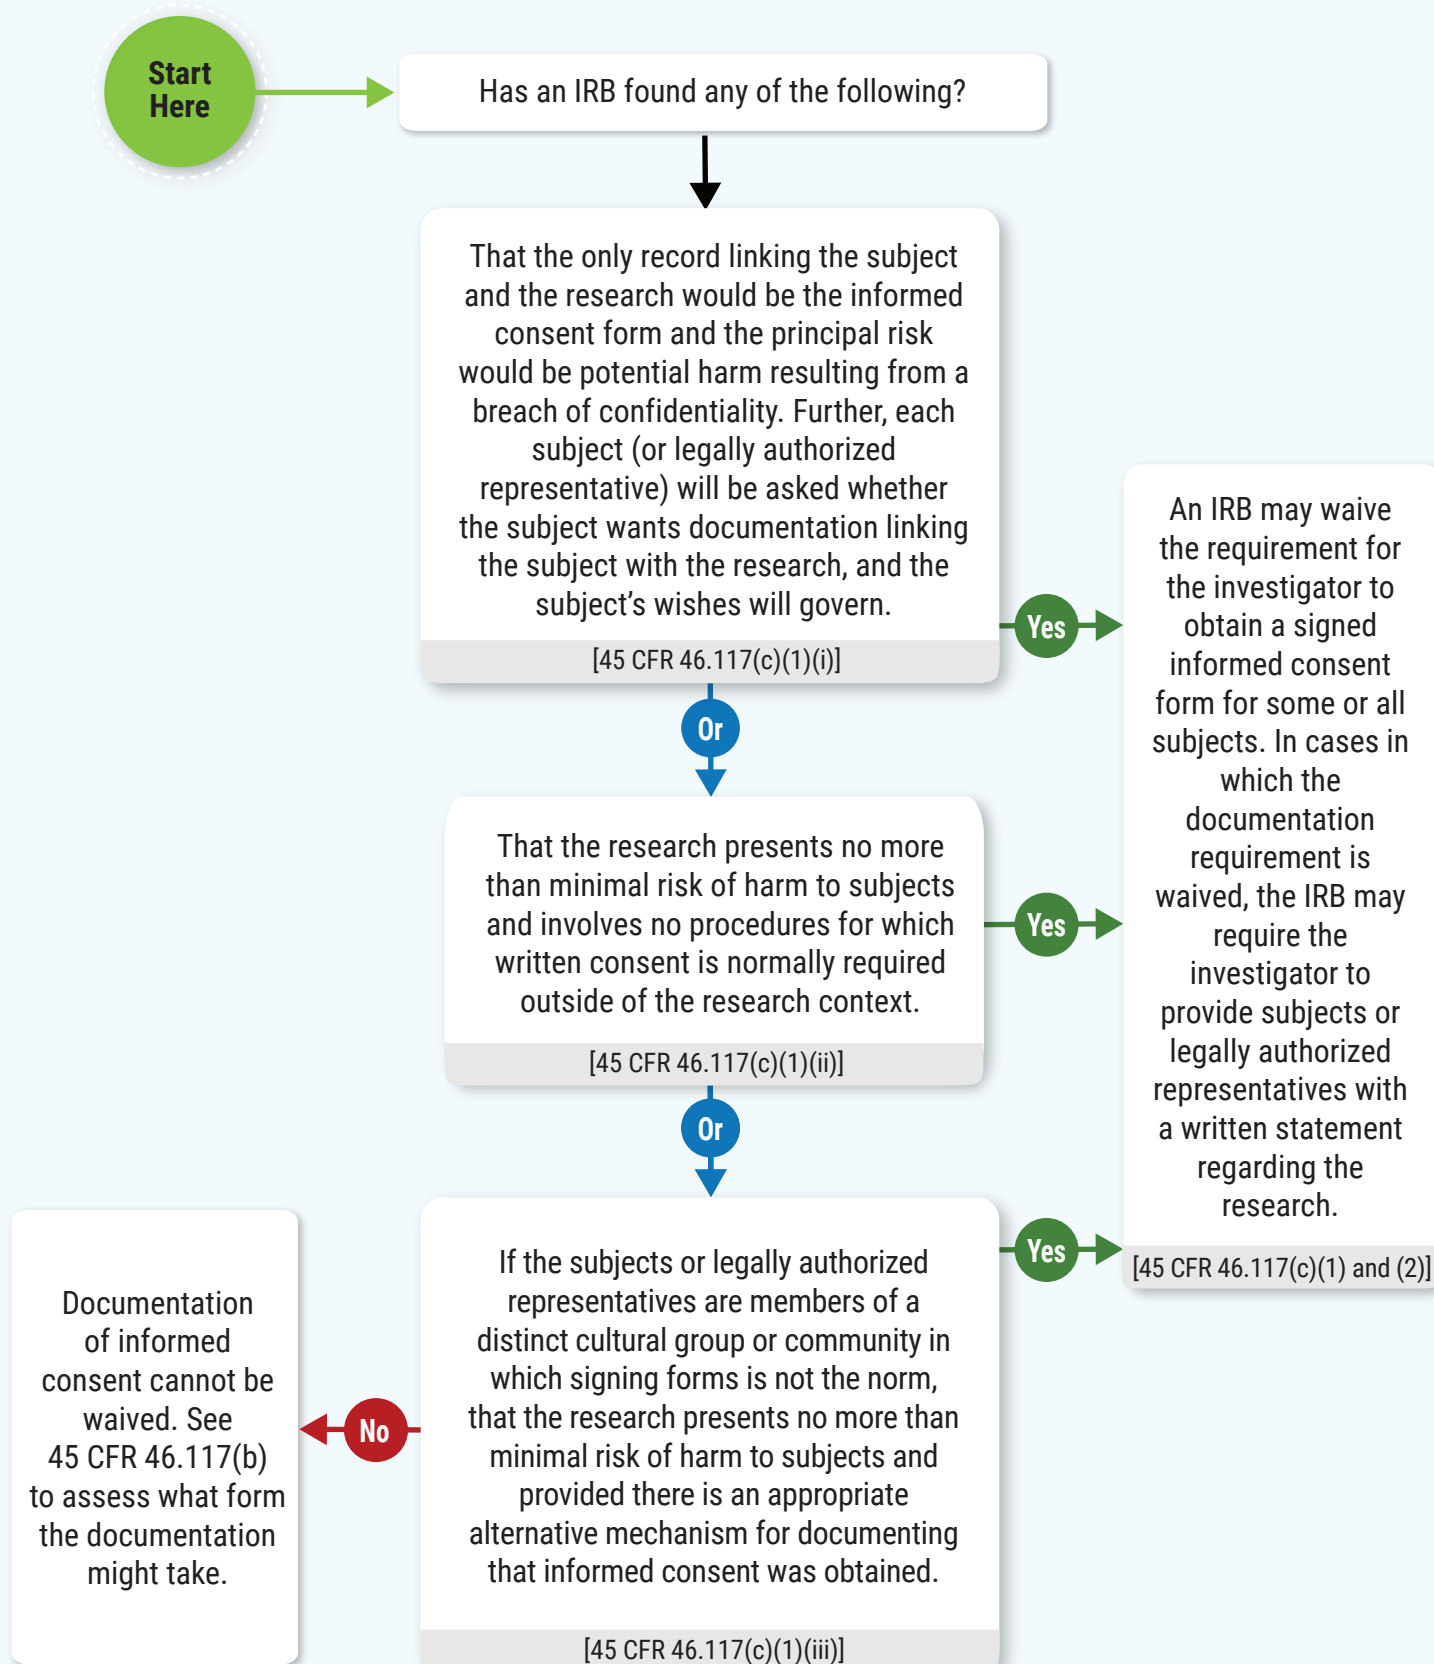 Start
Here
Has an IRB found any of the following?
That the only record linking the subject
and the research would be the informed
consent form and the principal risk
would be potential harm resulting from a
breach of confidentiality. Further, each
subject (or legally authorized
representative) will be asked whether
the subject wants documentation linking
the subject with the research, and the
subject’s wishes will govern.
[45 CFR 46.117(c)(1)(i)]
Yes
Or
That the research presents no more
than minimal risk of harm to subjects
and involves no procedures for which
written consent is normally required
outside of the research context.
[45 CFR 46.117(c)(1)(ii)]
Yes
Or
If the subjects or legally authorized
representatives are members of a
distinct cultural group or community in
which signing forms is not the norm,
that the research presents no more than
minimal risk of harm to subjects and
provided there is an appropriate
alternative mechanism for documenting
that informed consent was obtained.
[45 CFR 46.117(c)(1)(iii)]
Yes
An IRB may waive
the requirement for
the investigator to
obtain a signed
informed consent
form for some or all
subjects. In cases in
which the
documentation
requirement is
waived, the IRB may
require the
investigator to
provide subjects or
legally authorized
representatives with
a written statement
regarding the
research.
[45 CFR 46.117(c)(1) and (2)]
No
Documentation
of informed
consent cannot be
waived. See
45 CFR 46.117(b)
to assess what form
the documentation
might take.